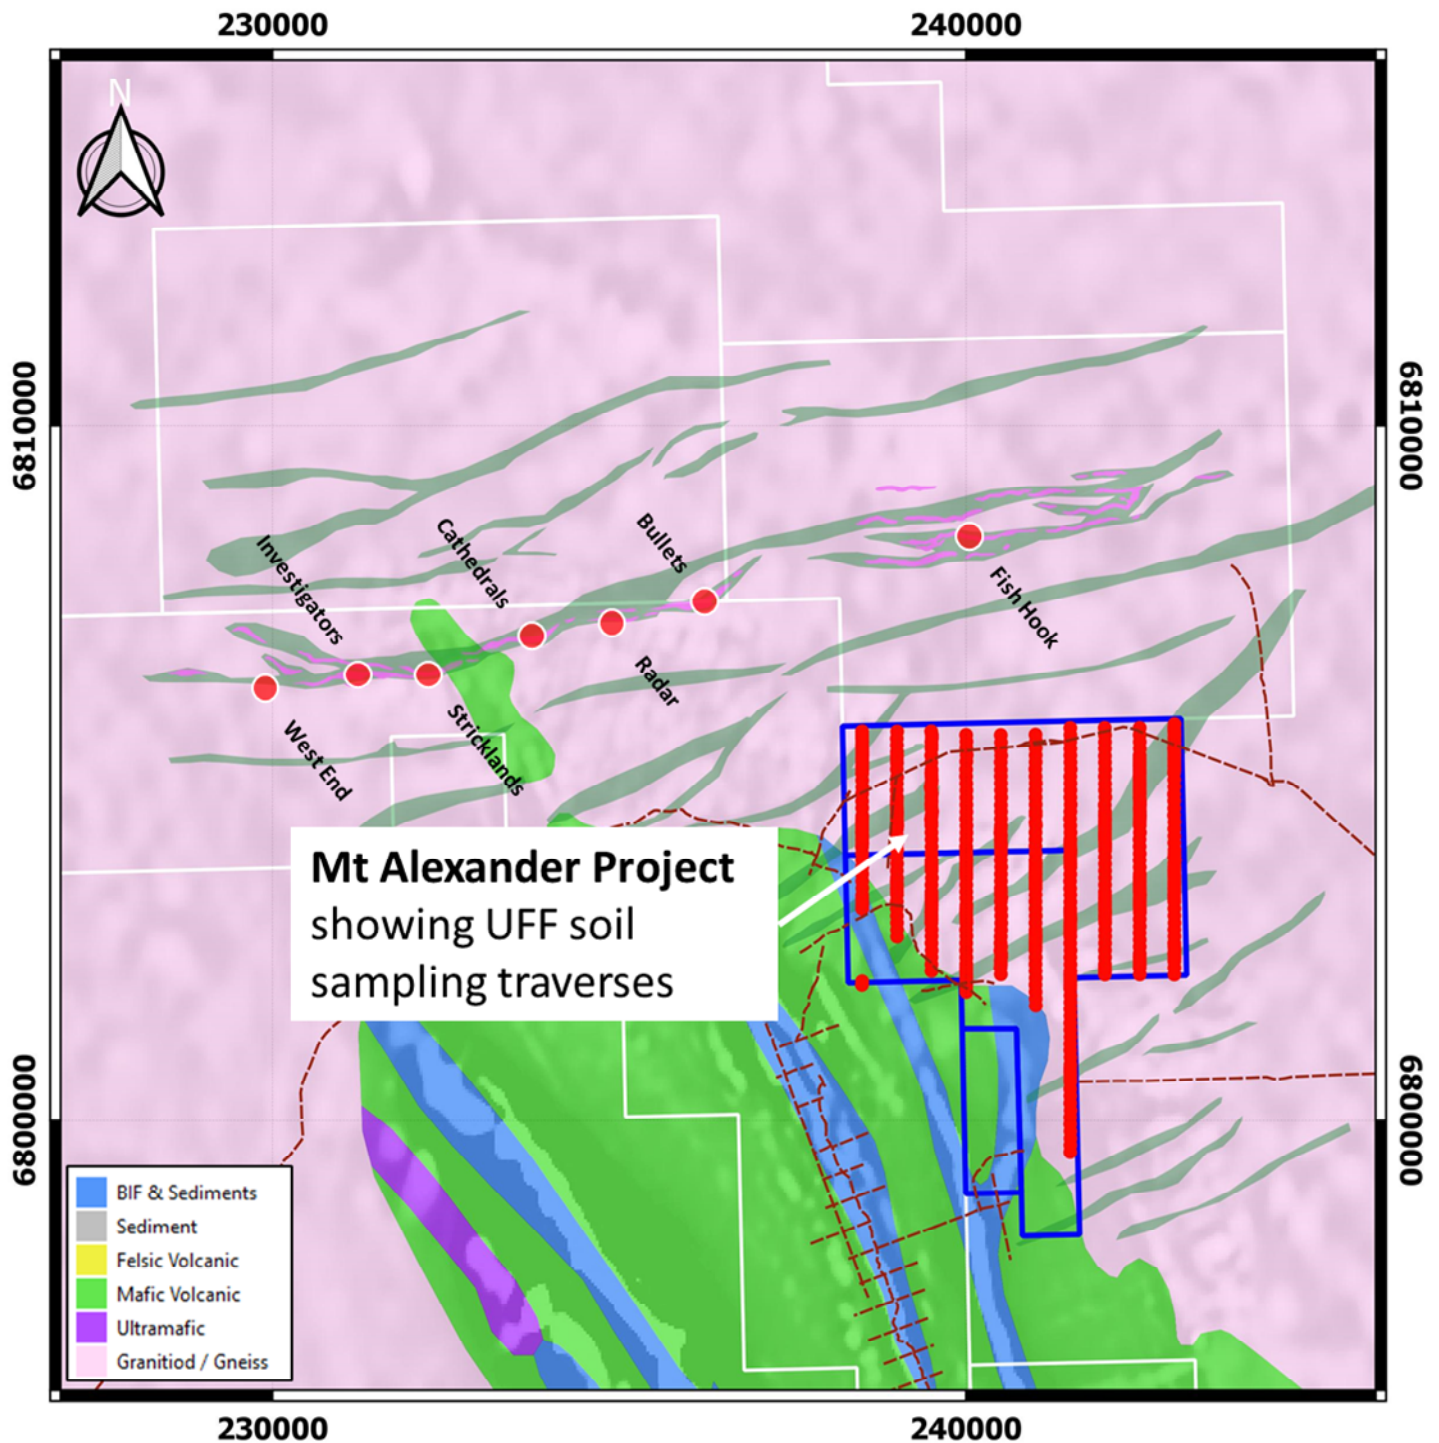 230000
240000
N
6810000
6810000
Investigators
Cathedrals
Bullets
Fish Hook
Radar
Stricklands
West End
Mt Alexander Project
showing UFF soil
sampling traverses
6800000
6800000
BIF & Sediments
Sediment
Felsic Volcanic
Mafic Volcanic
Ultramafic
Granitiod / Gneiss
230000
240000